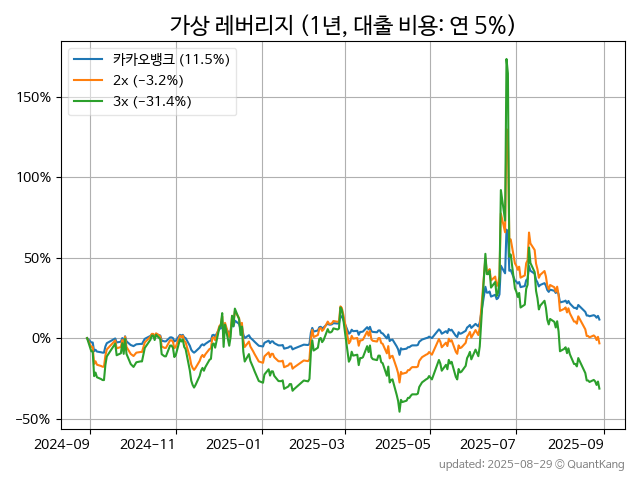 가상 레버리지 (1년, 대출 비용: 연 5%)
카카오뱅크 (11.5%)
2x (−3.2%)
3x (−31.4%)
150%
100%
50%
0%
−50%
2024-09 2024-11 2025-01 2025-03 2025-05 2025-07 2025-09
updated: 2025-08-29 © QuantKang